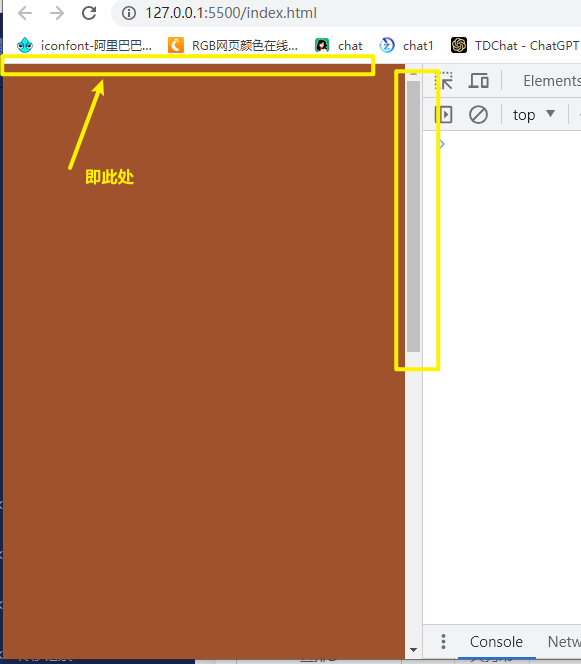 127.0.0.1:5500/index.html
iconfont-阿里巴巴... RGB网页颜色在线... chat chat1 TDChat - ChatGPT
Elements
top
即此处
Console Netw